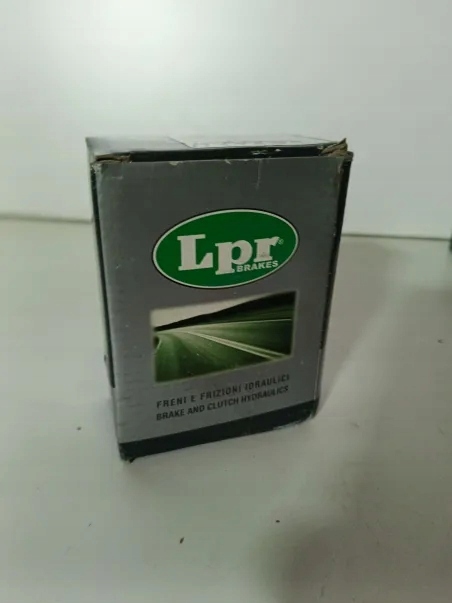 Lpr®
BRAKES
FRENI E FRIZIONI IDRAULICI
BRAKE AND CLUTCH HYDRAULICS